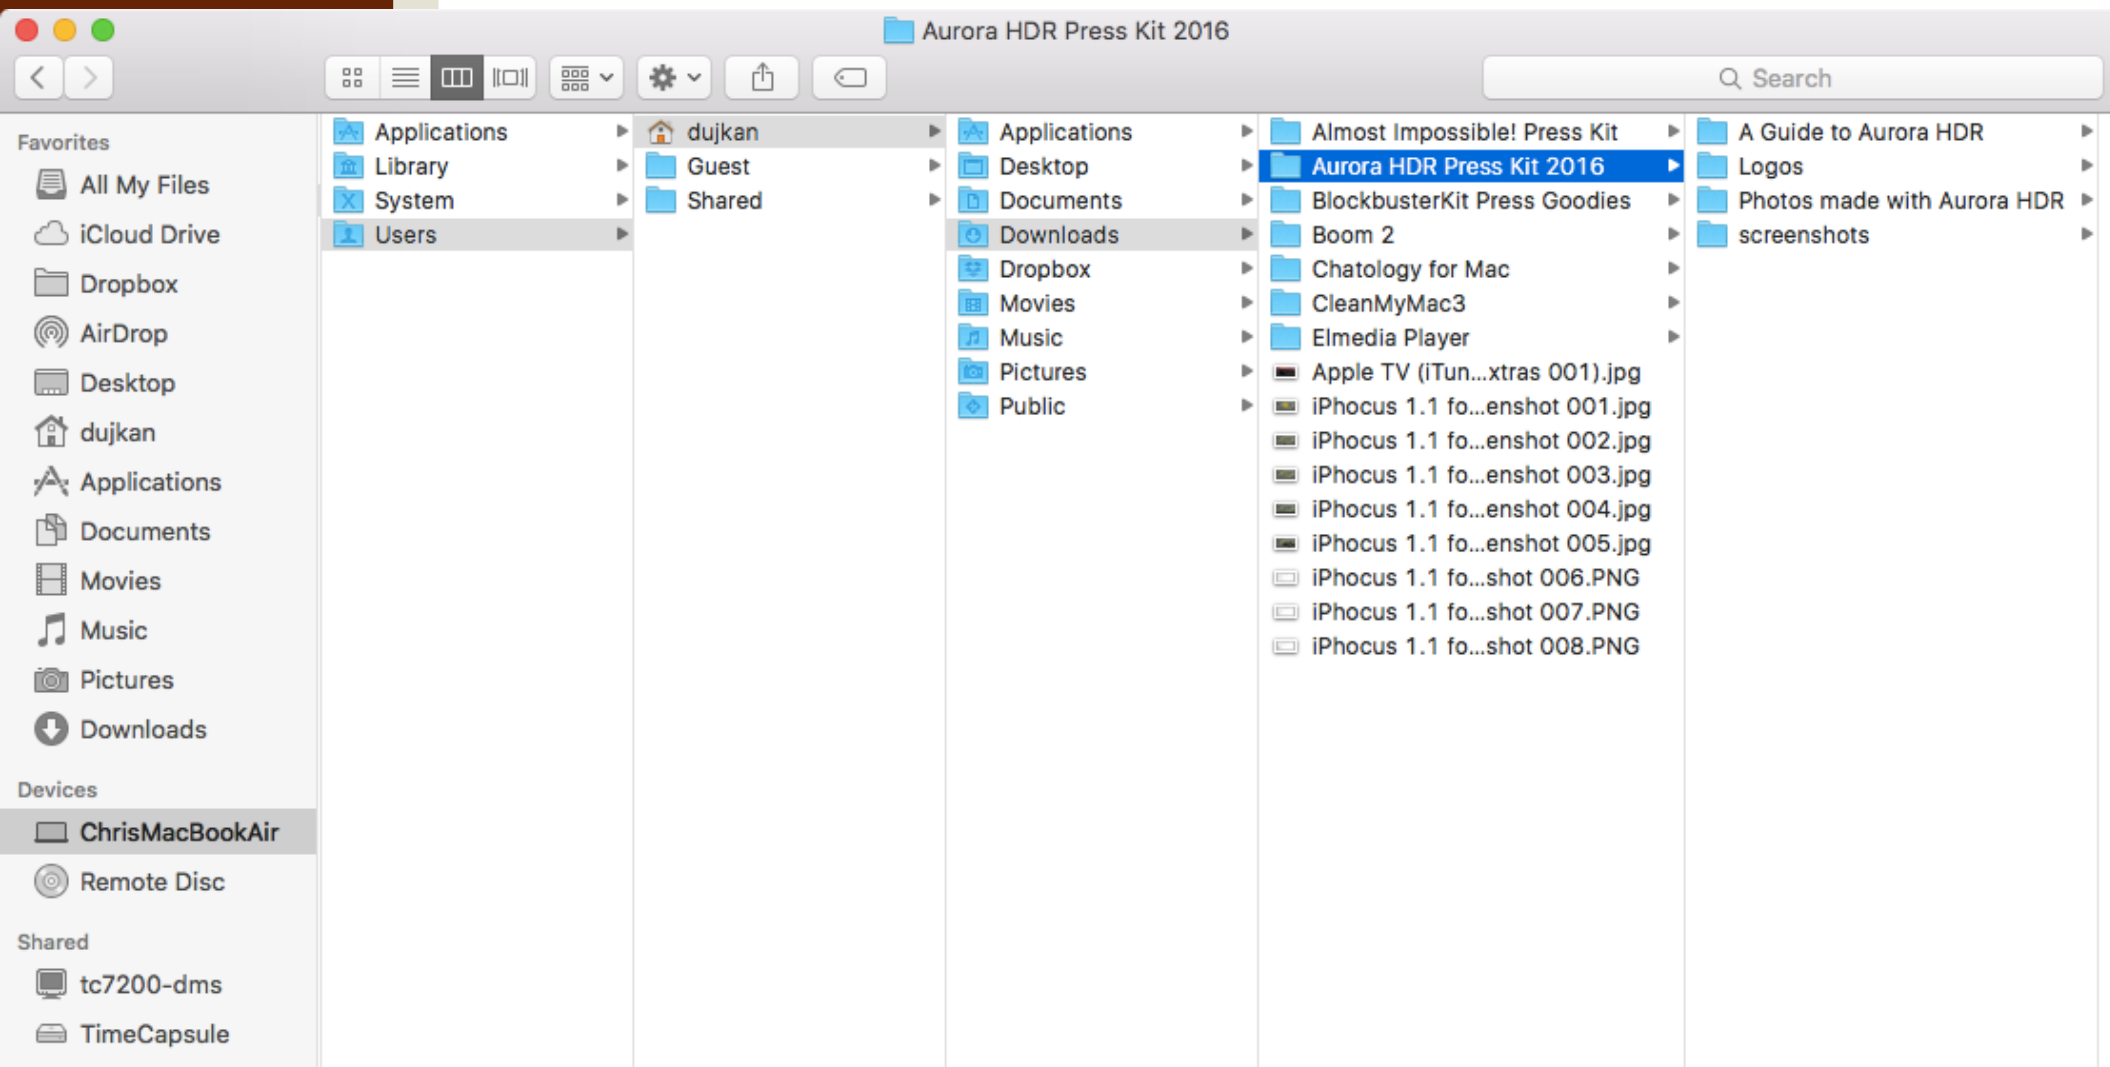 Aurora HDR Press Kit 2016
Search
Favorites
All My Files
iCloud Drive
Dropbox
AirDrop
Desktop
dujkan
Applications
Documents
Movies
Music
Pictures
Downloads
Devices
ChrisMacBookAir
Remote Disc
Shared
tc7200-dms
TimeCapsule
Applications
Library
System
Users
dujkan
Guest
Shared
Applications
Desktop
Documents
Downloads
Dropbox
Movies
Music
Pictures
Public
Almost Impossible! Press Kit
Aurora HDR Press Kit 2016
BlockbusterKit Press Goodies
Boom 2
Chatology for Mac
CleanMyMac3
Elmedia Player
Apple TV (iTun...xtras 001).jpg
iPhocus 1.1 fo...enshot 001.jpg
iPhocus 1.1 fo...enshot 002.jpg
iPhocus 1.1 fo...enshot 003.jpg
iPhocus 1.1 fo...enshot 004.jpg
iPhocus 1.1 fo...enshot 005.jpg
iPhocus 1.1 fo...shot 006.PNG
iPhocus 1.1 fo...shot 007.PNG
iPhocus 1.1 fo...shot 008.PNG
A Guide to Aurora HDR
Logos
Photos made with Aurora HDR
screenshots